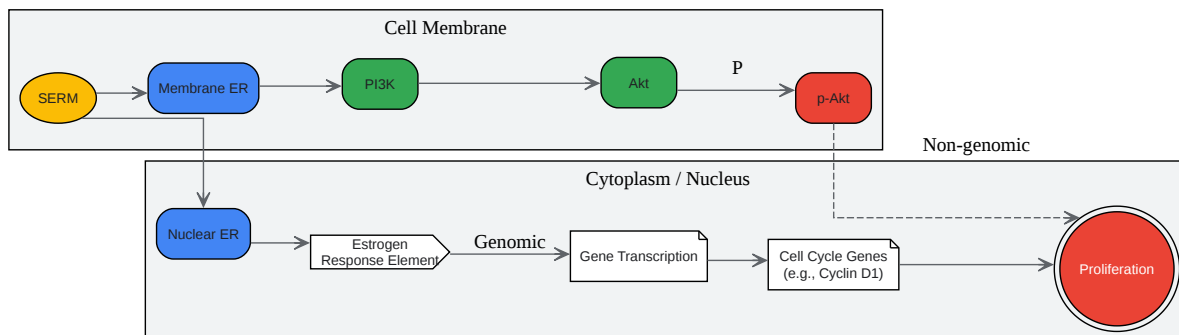 Cell Membrane
SERM
Membrane ER
PI3K
Akt
P
p-Akt
Non-genomic
Cytoplasm / Nucleus
Nuclear ER
Estrogen
Response Element
Genomic
Gene Transcription
Cell Cycle Genes
(e.g., Cyclin D1)
Proliferation